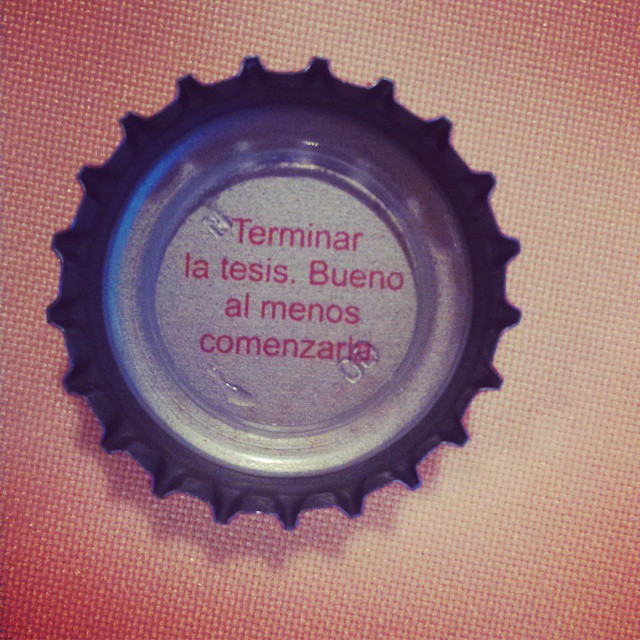 Terminar
la tesis. Bueno
al menos
comenzarla